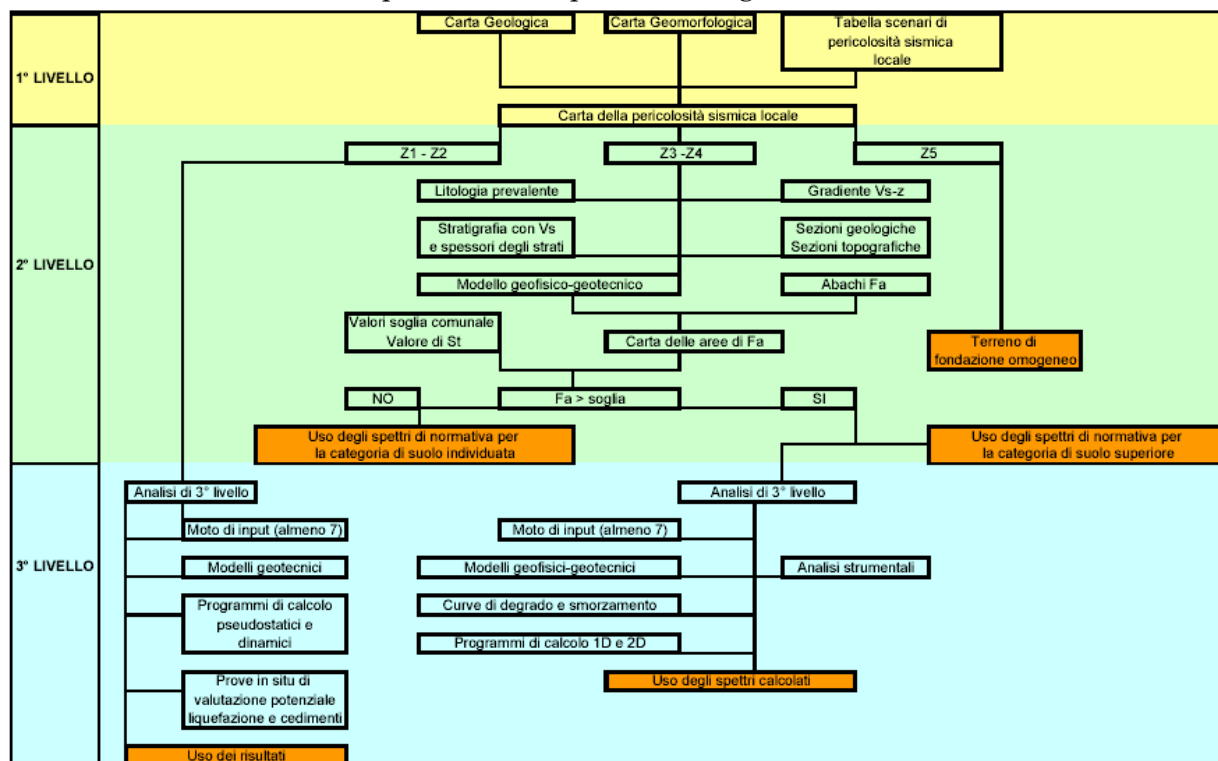 Carta Geologica
Carta Geomorfologica
Tabella scenari di
pericolosità sismica
locale
1° LIVELLO
Carta della pericolosità sismica locale
Z1 - Z2
Z3 -Z4
Z5
Litologia prevalente
Gradiente Vs-z
Stratigrafia con Vs
e spessori degli strati
Sezioni geologiche
Sezioni topografiche
2° LIVELLO
Modello geofisico-geotecnico
Abachi Fa
Valori soglia comunale
Valore di St
Carta delle aree di Fa
Terreno di
fondazione omogeneo
NO
Fa > soglia
SI
Uso degli spettri di normativa per
la categoria di suolo individuata
Uso degli spettri di normativa per
la categoria di suolo superiore
Analisi di 3° livello
Analisi di 3° livello
Moto di input (almeno 7)
Moto di input (almeno 7)
3° LIVELLO
Modelli geotecnici
Modelli geofisici-geotecnici
Analisi strumentali
Programmi di calcolo
pseudostatici e
dinamici
Curve di degrado e smorzamento
Programmi di calcolo 1D e 2D
Prove in situ di
valutazione potenziale
liquefazione e cedimenti
Uso degli spettri calcolati
Uso dei risultati